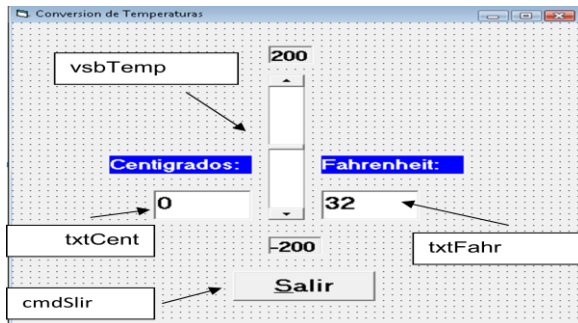 Conversion de Temperaturas
200
vsbTemp
Centigrados:
Fahrenheit:
0
32
txtCent
-200
txtFahr
Salir
cmdSlir